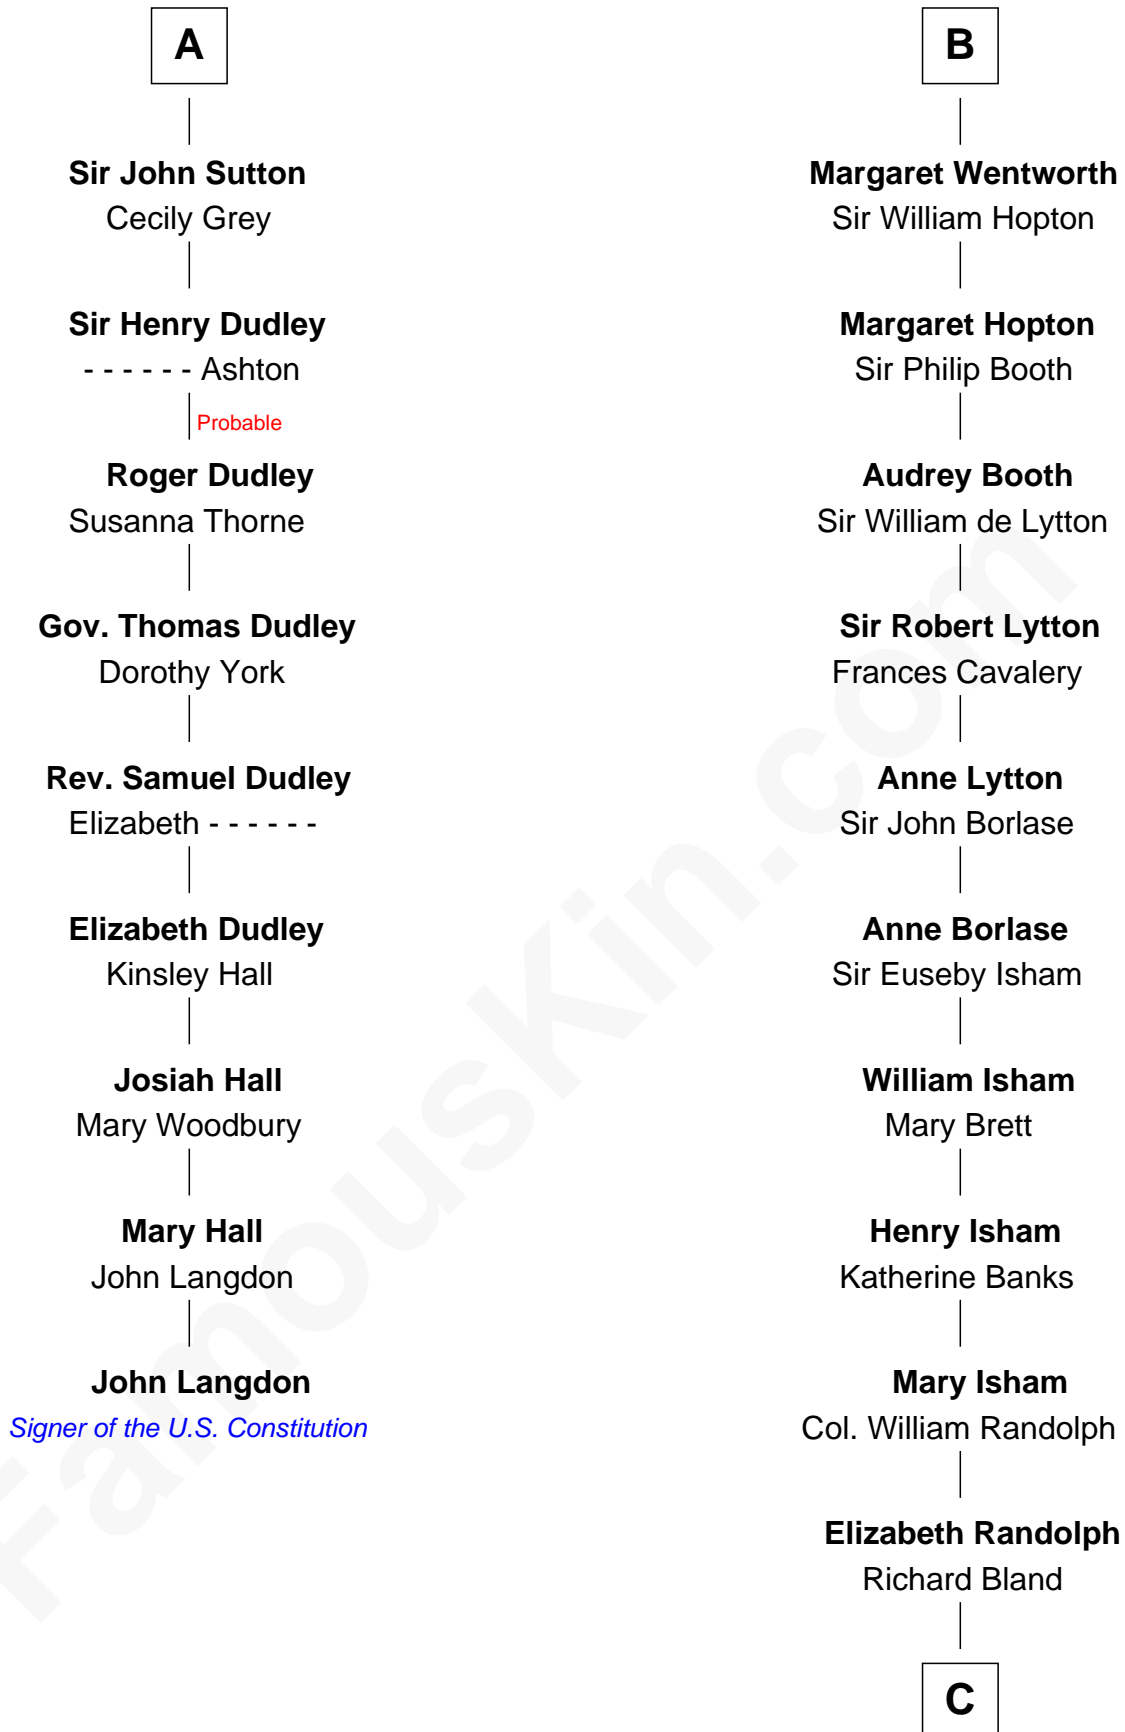 A
Sir John Sutton
Cecily Grey
Sir Henry Dudley
- - - - - - Ashton
Probable
Roger Dudley
Susanna Thorne
Gov. Thomas Dudley
Dorothy York
Rev. Samuel Dudley
Elizabeth - - - - - -
Elizabeth Dudley
Kinsley Hall
Josiah Hall
Mary Woodbury
Mary Hall
John Langdon
John Langdon
Signer of the U.S. Constitution
B
Margaret Wentworth
Sir William Hopton
Margaret Hopton
Sir Philip Booth
Audrey Booth
Sir William de Lytton
Sir Robert Lytton
Frances Cavalery
Anne Lytton
Sir John Borlase
Anne Borlase
Sir Euseby Isham
William Isham
Mary Brett
Henry Isham
Katherine Banks
Mary Isham
Col. William Randolph
Elizabeth Randolph
Richard Bland
C
FamousKin.com